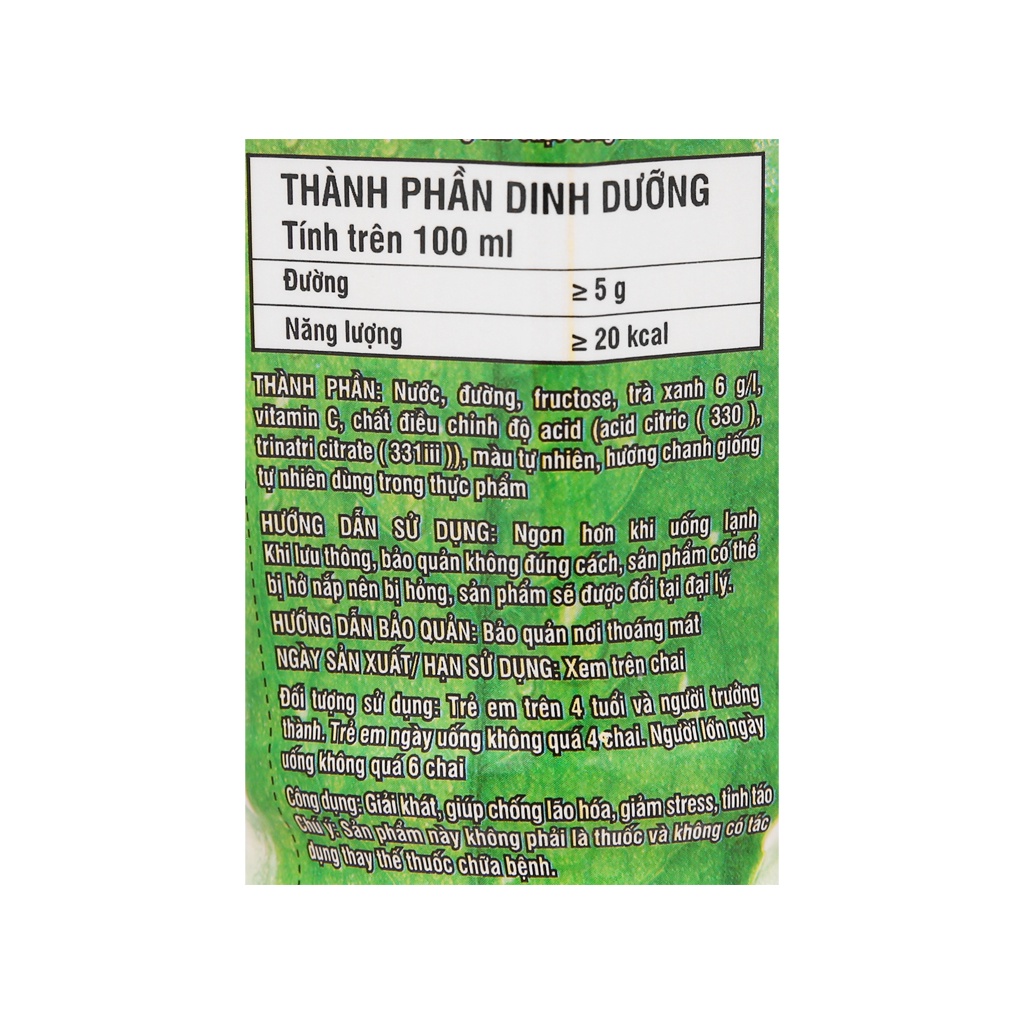 THÀNH PHẦN DINH DƯỠNG
Tính trên 100 ml
Đường ≥ 5 g
Năng lượng ≥ 20 kcal
THÀNH PHẦN: Nước, đường, fructose, trà xanh 6 g/l,
vitamin C, chất điều chỉnh độ acid (acid citric ( 330 ),
trinatri citrate ( 331iii )), màu tự nhiên, hương chanh giống
tự nhiên dùng trong thực phẩm
HƯỚNG DẪN SỬ DỤNG: Ngon hơn khi uống lạnh
Khi lưu thông, bảo quản không đúng cách, sản phẩm có thể
bị hở nắp nên bị hỏng, sản phẩm sẽ được đổi tại đại lý.
HƯỚNG DẪN BẢO QUẢN: Bảo quản nơi thoáng mát
NGÀY SẢN XUẤT/ HẠN SỬ DỤNG: Xem trên chai
Đối tượng sử dụng: Trẻ em trên 4 tuổi và người trưởng
thành. Trẻ em ngày uống không quá 4 chai. Người lớn ngày
uống không quá 6 chai
Công dụng: Giải khát, giúp chống lão hóa, giảm stress, tỉnh táo
Chú ý: Sản phẩm này không phải là thuốc và không có tác
dụng thay thế thuốc chữa bệnh.